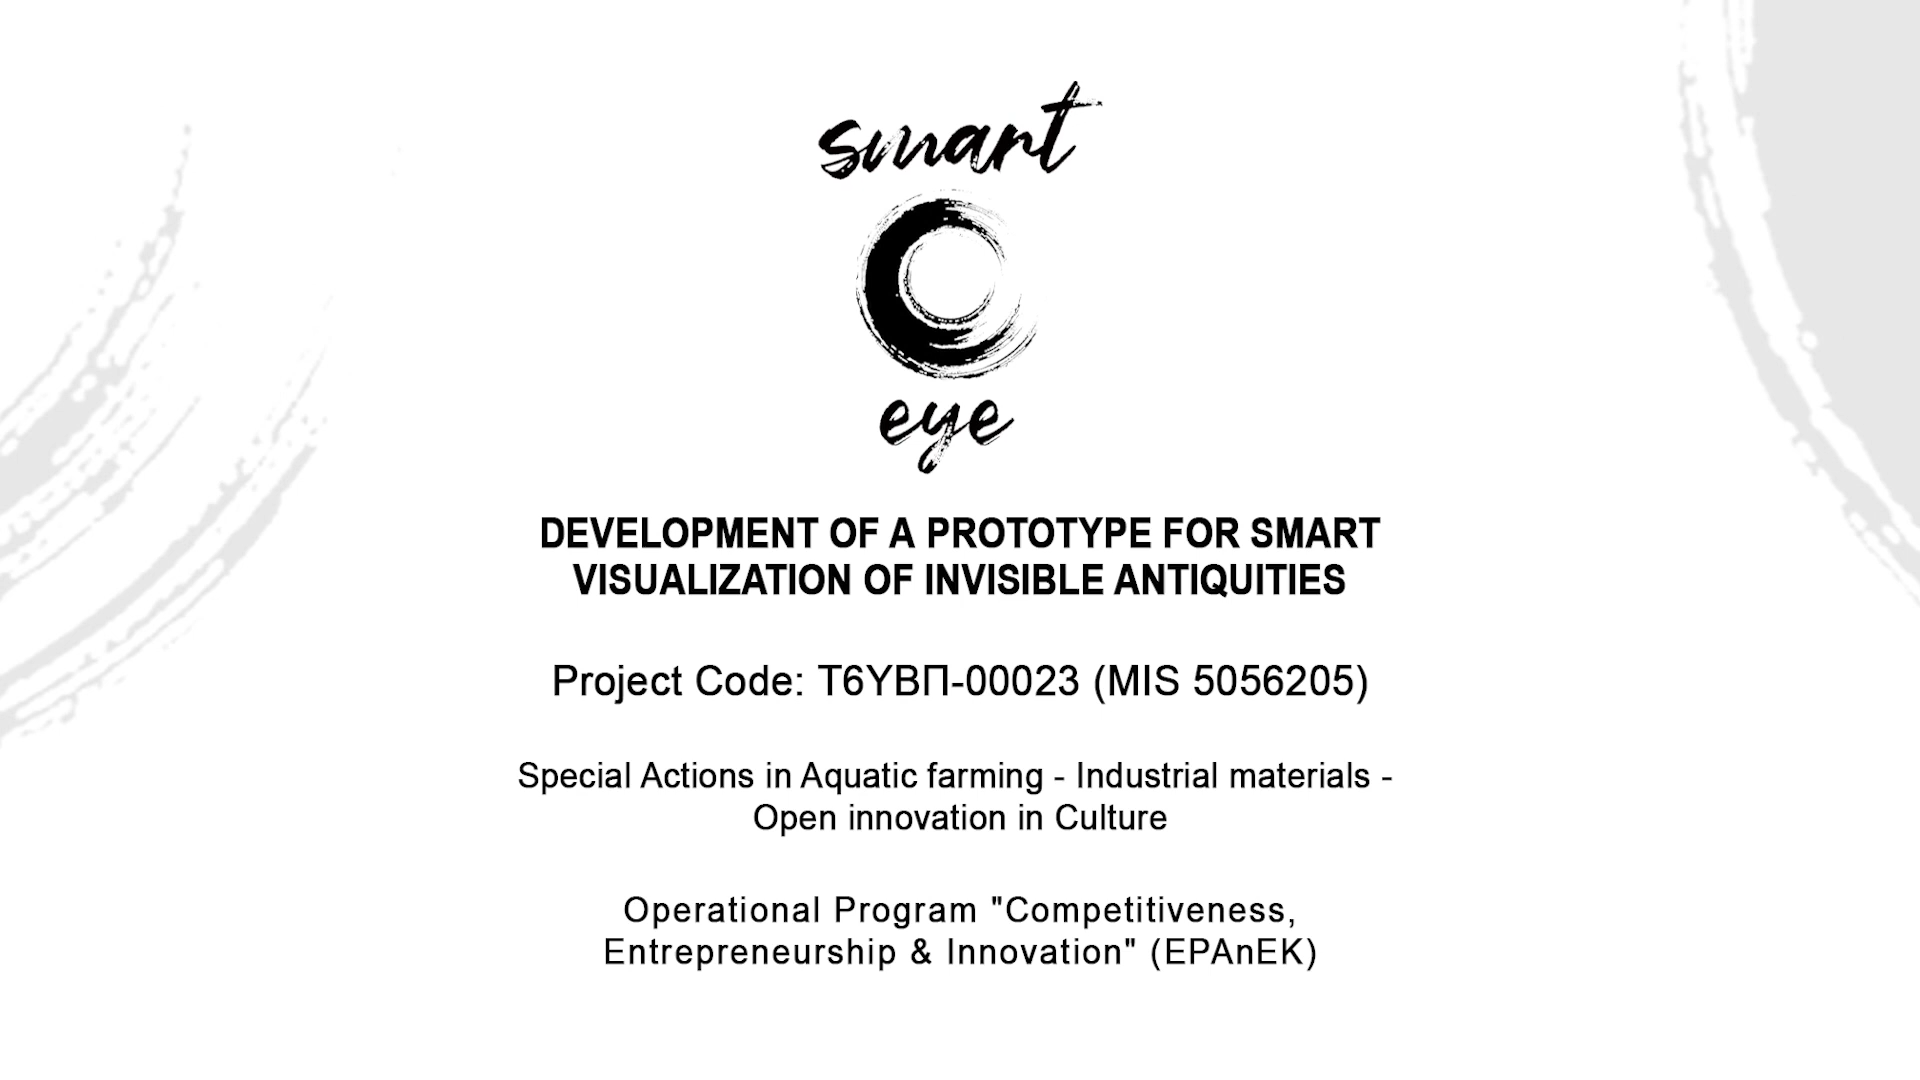 smart
eye
DEVELOPMENT OF A PROTOTYPE FOR SMART
VISUALIZATION OF INVISIBLE ANTIQUITIES
Project Code: Τ6ΥΒΠ-00023 (MIS 5056205)
Special Actions in Aquatic farming - Industrial materials -
Open innovation in Culture
Operational Program "Competitiveness,
Entrepreneurship & Innovation" (EPAnEK)